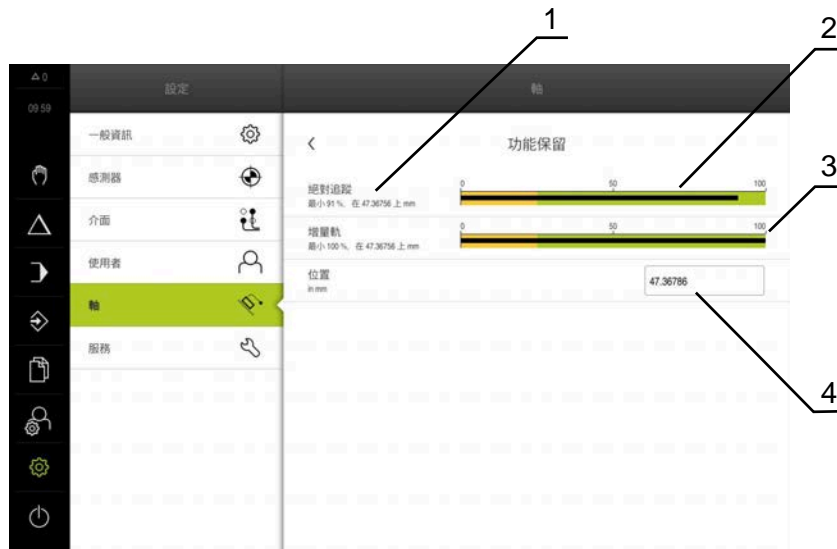 1
2
△ 0
設定
軸
09:59
一般資訊
功能保留
感測器
絕對追蹤
0 50 100
最小 91 %, 在 47.36756 上 mm
3
介面
增量軌
0 50 100
最小 100 %, 在 47.36756 上 mm
使用者
位置
in mm
47.36786
軸
服務
4